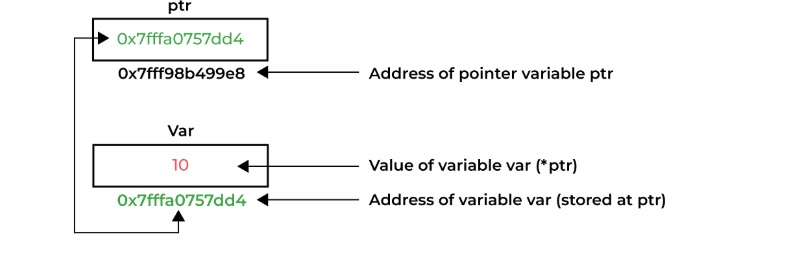 ptr
0x7fffa0757dd4
0x7fff98b499e8
Address of pointer variable ptr
Var
10
Value of variable var (*ptr)
0x7fffa0757dd4
Address of variable var (stored at ptr)